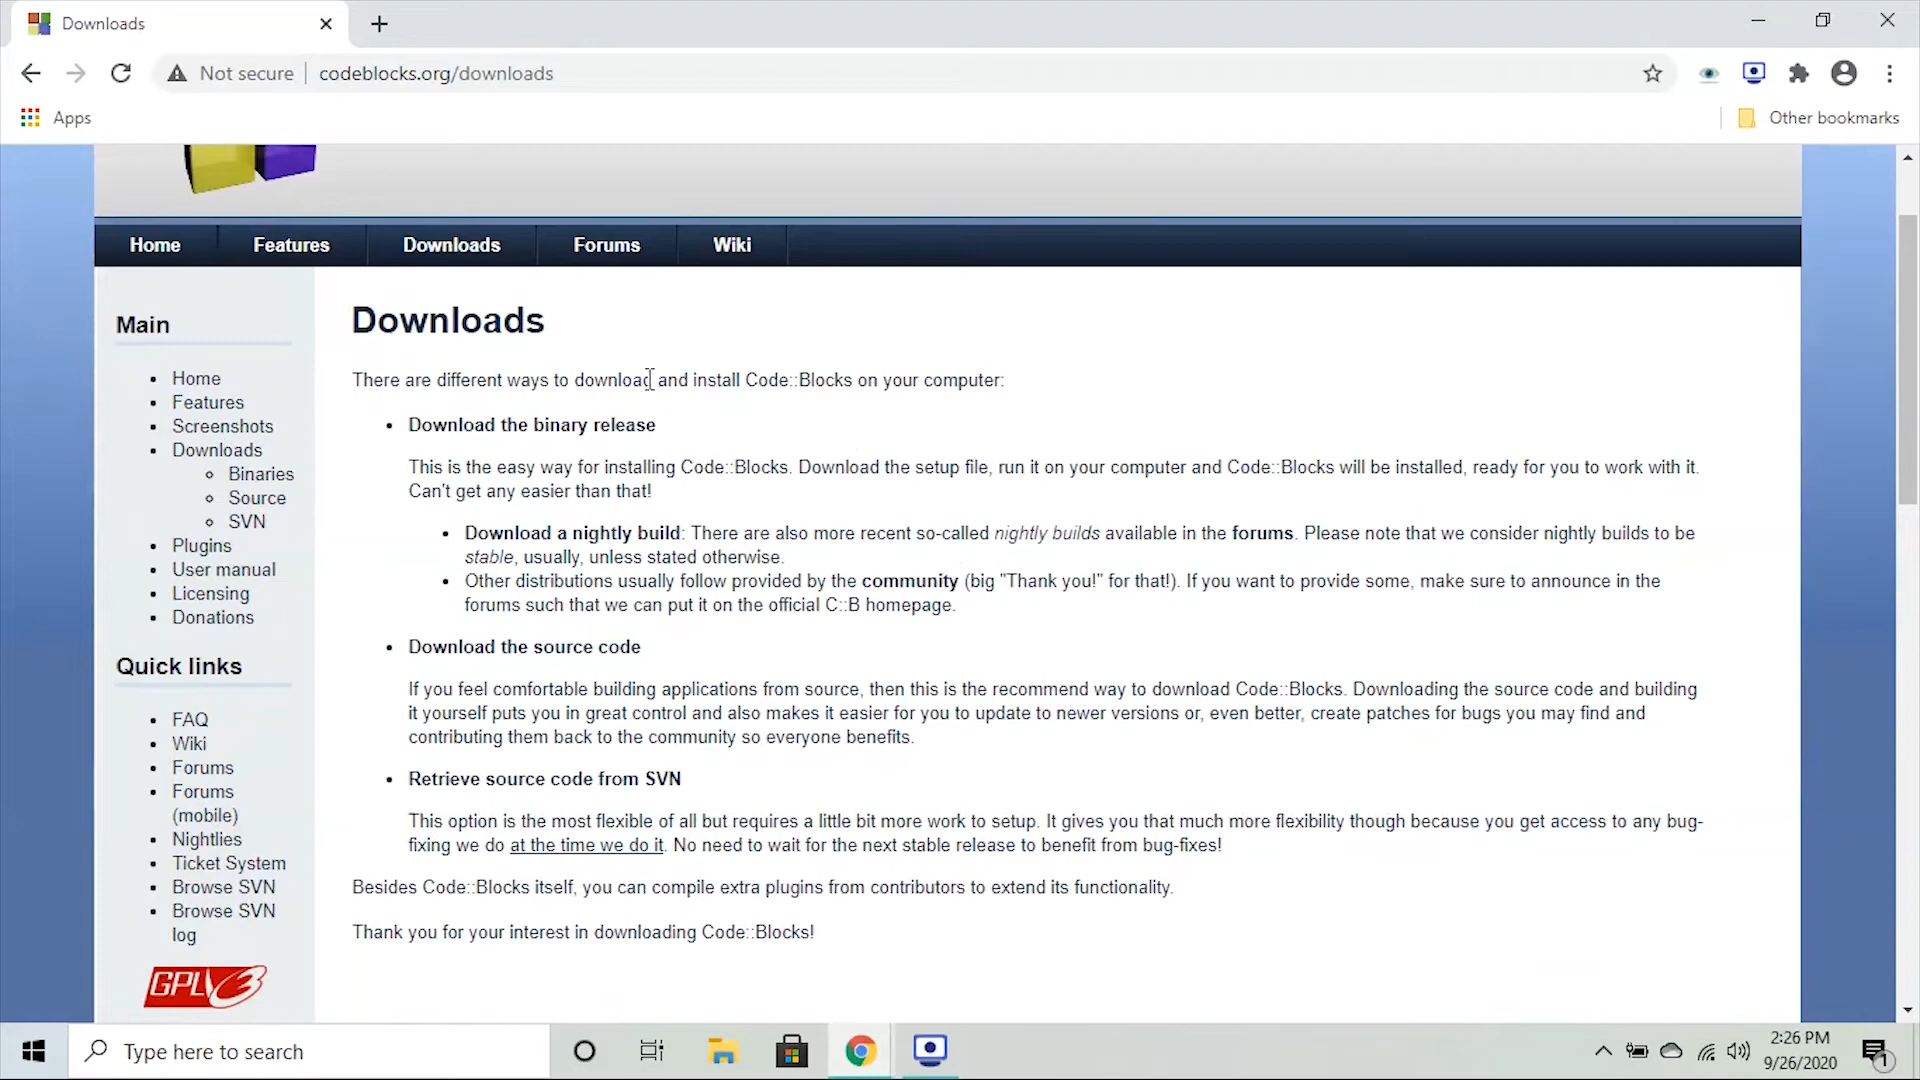 Downloads
Not secure codeblocks.org/downloads
Apps
Other bookmarks
Home Features Downloads Forums Wiki
Main
Home
Features
Screenshots
Downloads
Binaries
Source
SVN
Plugins
User manual
Licensing
Donations
Quick links
FAQ
Wiki
Forums
Forums
(mobile)
Nightlies
Ticket System
Browse SVN
Browse SVN
log
GPLv3
Downloads
There are different ways to download and install Code::Blocks on your computer:
Download the binary release
This is the easy way for installing Code::Blocks. Download the setup file, run it on your computer and Code::Blocks will be installed, ready for you to work with it.
Can't get any easier than that!
Download a nightly build: There are also more recent so-called nightly builds available in the forums. Please note that we consider nightly builds to be
stable, usually, unless stated otherwise.
Other distributions usually follow provided by the community (big "Thank you!" for that!). If you want to provide some, make sure to announce in the
forums such that we can put it on the official C::B homepage.
Download the source code
If you feel comfortable building applications from source, then this is the recommend way to download Code::Blocks. Downloading the source code and building
it yourself puts you in great control and also makes it easier for you to update to newer versions or, even better, create patches for bugs you may find and
contributing them back to the community so everyone benefits.
Retrieve source code from SVN
This option is the most flexible of all but requires a little bit more work to setup. It gives you that much more flexibility though because you get access to any bug-
fixing we do at the time we do it. No need to wait for the next stable release to benefit from bug-fixes!
Besides Code::Blocks itself, you can compile extra plugins from contributors to extend its functionality.
Thank you for your interest in downloading Code::Blocks!
Type here to search
2:26 PM
9/26/2020
1